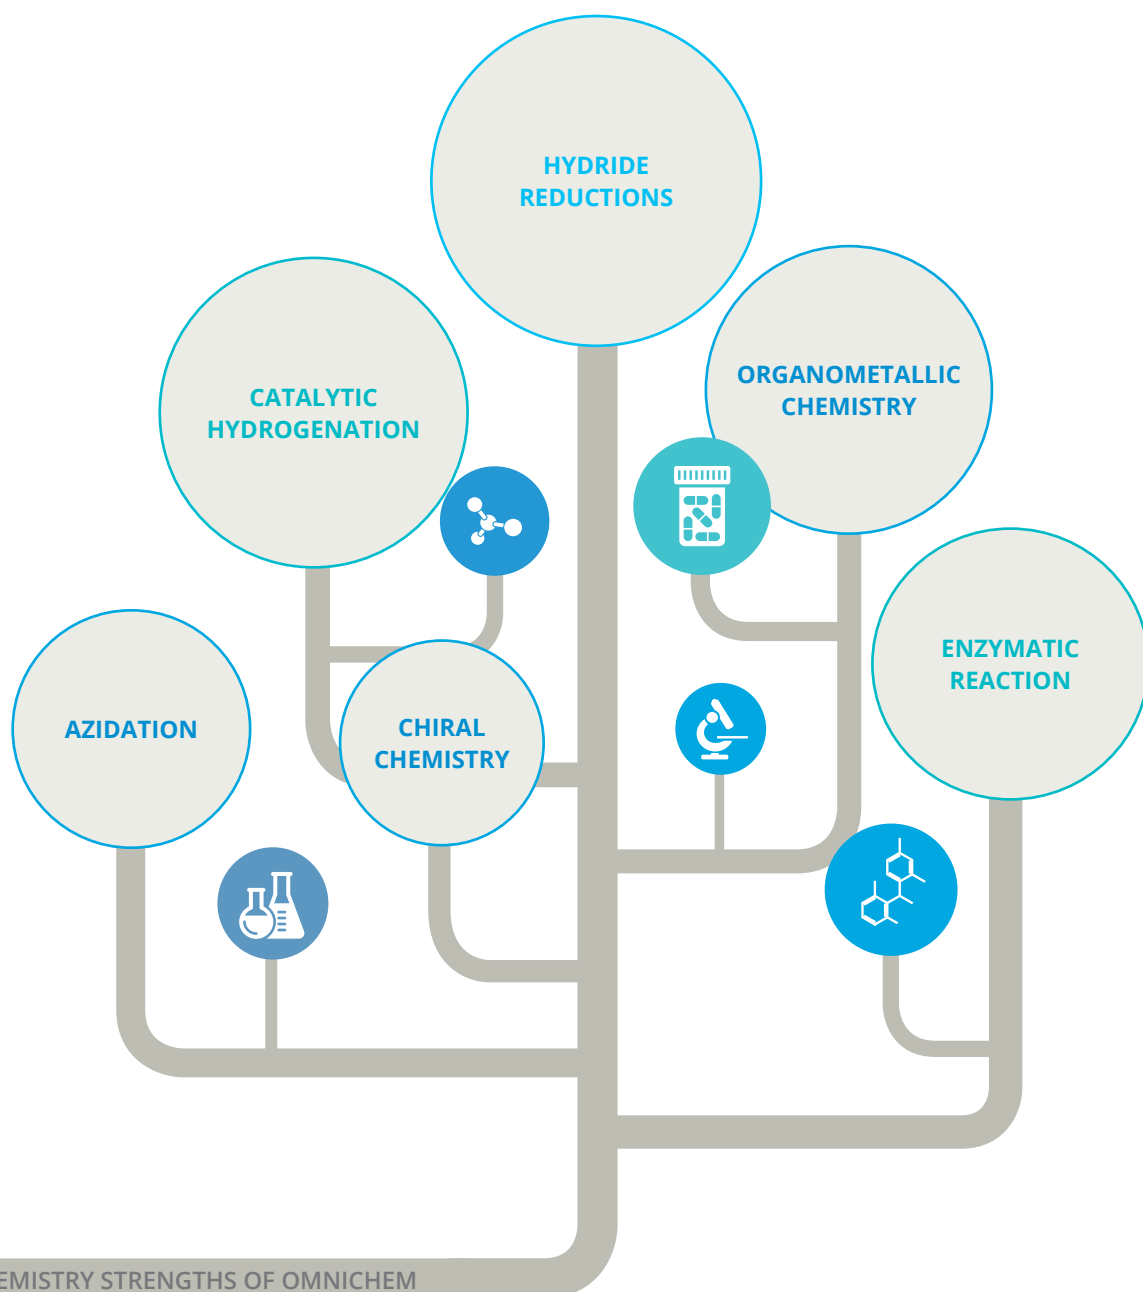 HYDRIDE
REDUCTIONS
ORGANOMETALLIC
CHEMISTRY
CATALYTIC
HYDROGENATION
ENZYMATIC
REACTION
AZIDATION
CHIRAL
CHEMISTRY
EMISTRY STRENGTHS OF OMNICHEM